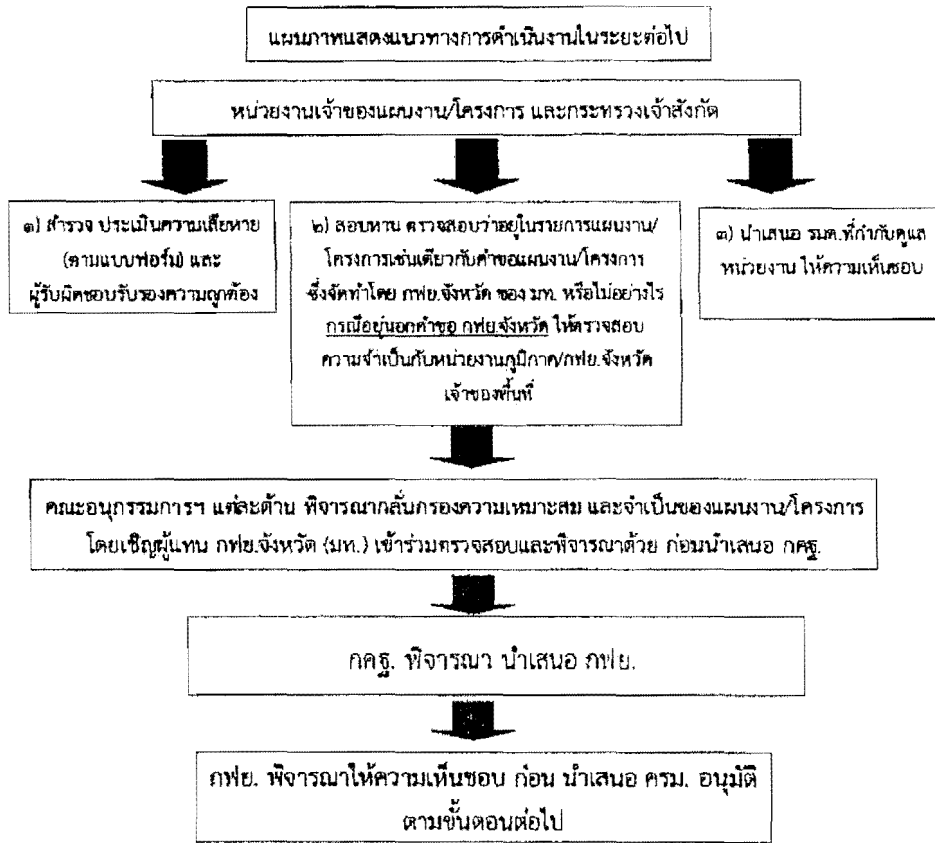 แผนภาพแสดงแนวทางการดำเนินงานในระยะต่อไป
หน่วยงานเจ้าของแผนงาน/โครงการ และกระทรวงเจ้าสังกัด
๑) สำรวจ ประเมินความเสียหาย
(ตามแบบฟอร์ม) และ
ผู้รับผิดชอบรับรองความถูกต้อง
๒) สอบทาน ตรวจสอบว่าอยู่ในรายการแผนงาน/
โครงการเช่นเดียวกับคำขอแผนงาน/โครงการ
ซึ่งจัดทำโดย กฟย.จังหวัด ของ มท. หรือไม่อย่างไร
กรณีอยู่นอกคำขอ กฟย.จังหวัด ให้ตรวจสอบ
ความจำเป็นกับหน่วยงานภูมิภาค/กฟย.จังหวัด
เจ้าของพื้นที่
๓) นำเสนอ รมต.ที่กำกับดูแล
หน่วยงาน ให้ความเห็นชอบ
คณะอนุกรรมการฯ แต่ละด้าน พิจารณากลั่นกรองความเหมาะสม และจำเป็นของแผนงาน/โครงการ
โดยเชิญผู้แทน กฟย.จังหวัด (มท.) เข้าร่วมตรวจสอบและพิจารณาด้วย ก่อนนำเสนอ กคฐ.
กคฐ. พิจารณา นำเสนอ กฟย.
กฟย. พิจารณาให้ความเห็นชอบ ก่อน นำเสนอ ครม. อนุมัติ
ตามขั้นตอนต่อไป